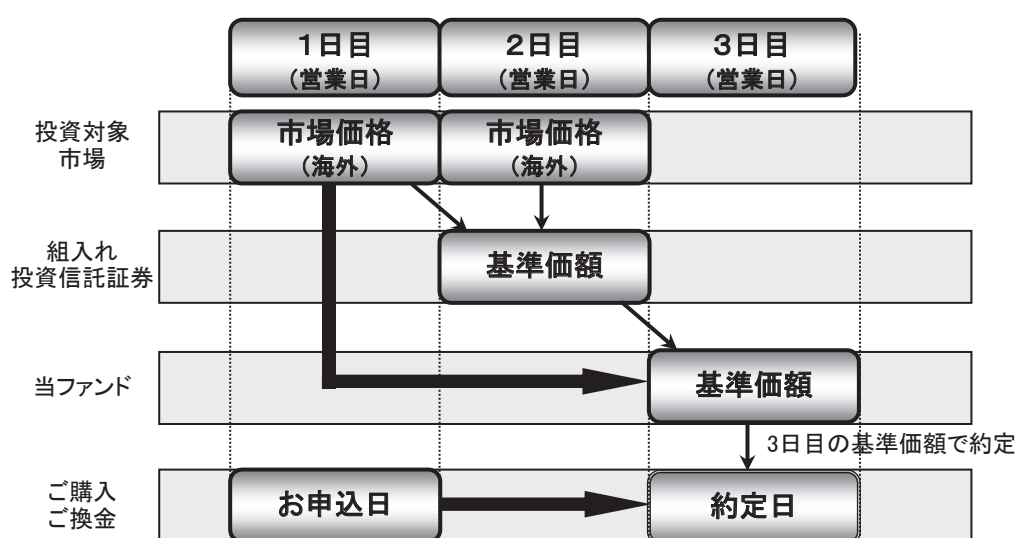 1日目
(営業日)
2日目
(営業日)
3日目
(営業日)
投資対象
市場
市場価格
(海外)
市場価格
(海外)
組入れ
投資信託証券
基準価額
当ファンド
基準価額
3日目の基準価額で約定
ご購入
ご換金
お申込日
約定日